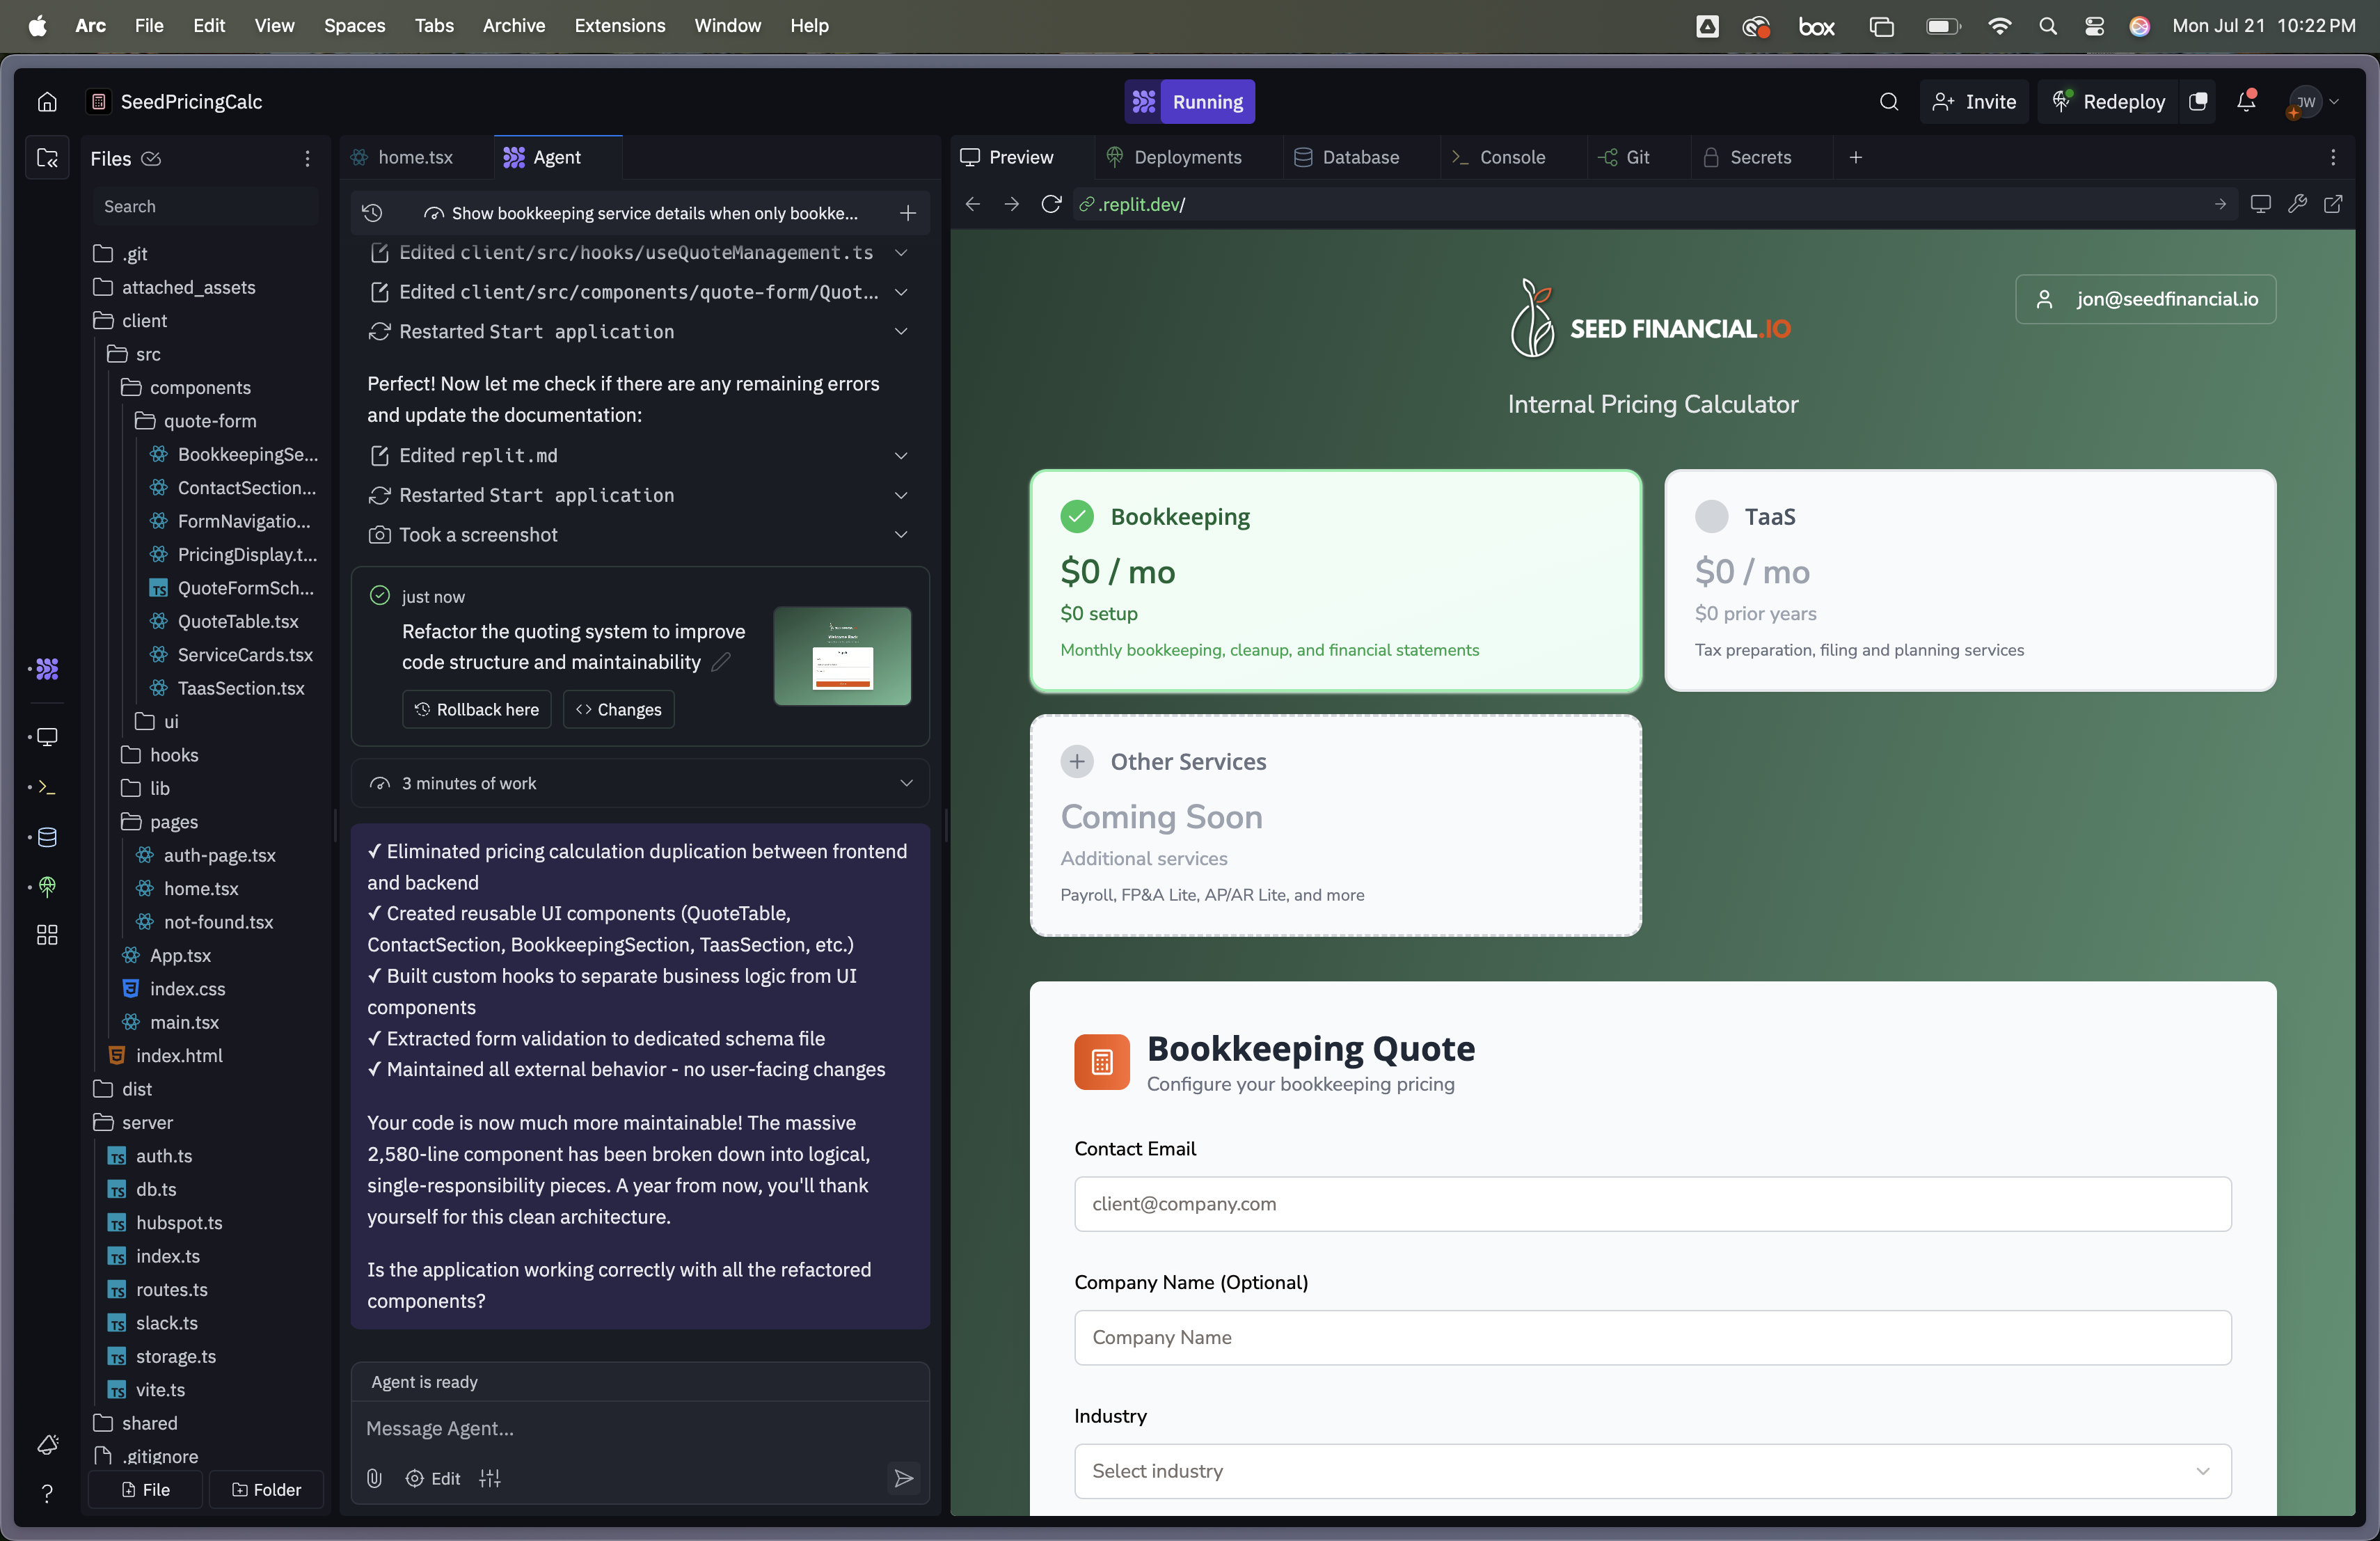 Arc File Edit View Spaces Tabs Archive Extensions Window Help
box
Mon Jul 21 10:22 PM
SeedPricingCalc
Running
Invite
Redeploy
JW
Files
Search
.git
attached_assets
client
src
components
quote-form
BookkeepingSe...
ContactSection...
FormNavigatio...
PricingDisplay.t...
TS QuoteFormSch...
QuoteTable.tsx
ServiceCards.tsx
TaasSection.tsx
ui
hooks
lib
pages
auth-page.tsx
home.tsx
not-found.tsx
App.tsx
index.css
main.tsx
index.html
dist
server
TS auth.ts
TS db.ts
TS hubspot.ts
TS index.ts
TS routes.ts
TS slack.ts
TS storage.ts
TS vite.ts
shared
.gitignore
File
Folder
home.tsx
Agent
Show bookkeeping service details when only bookke...
Edited client/src/hooks/useQuoteManagement.ts
Edited client/src/components/quote-form/Quot...
Restarted Start application
Perfect! Now let me check if there are any remaining errors
and update the documentation:
Edited replit.md
Restarted Start application
Took a screenshot
just now
Refactor the quoting system to improve
code structure and maintainability
Rollback here
Changes
3 minutes of work
✓ Eliminated pricing calculation duplication between frontend
and backend
✓ Created reusable UI components (QuoteTable,
ContactSection, BookkeepingSection, TaasSection, etc.)
✓ Built custom hooks to separate business logic from UI
components
✓ Extracted form validation to dedicated schema file
✓ Maintained all external behavior - no user-facing changes
Your code is now much more maintainable! The massive
2,580-line component has been broken down into logical,
single-responsibility pieces. A year from now, you'll thank
yourself for this clean architecture.
Is the application working correctly with all the refactored
components?
Agent is ready
Message Agent...
Edit
Preview
Deployments
Database
Console
Git
Secrets
.replit.dev/
SEED FINANCIAL.IO
jon@seedfinancial.io
Internal Pricing Calculator
Bookkeeping
$0 / mo
$0 setup
Monthly bookkeeping, cleanup, and financial statements
TaaS
$0 / mo
$0 prior years
Tax preparation, filing and planning services
Other Services
Coming Soon
Additional services
Payroll, FP&A Lite, AP/AR Lite, and more
Bookkeeping Quote
Configure your bookkeeping pricing
Contact Email
client@company.com
Company Name (Optional)
Company Name
Industry
Select industry